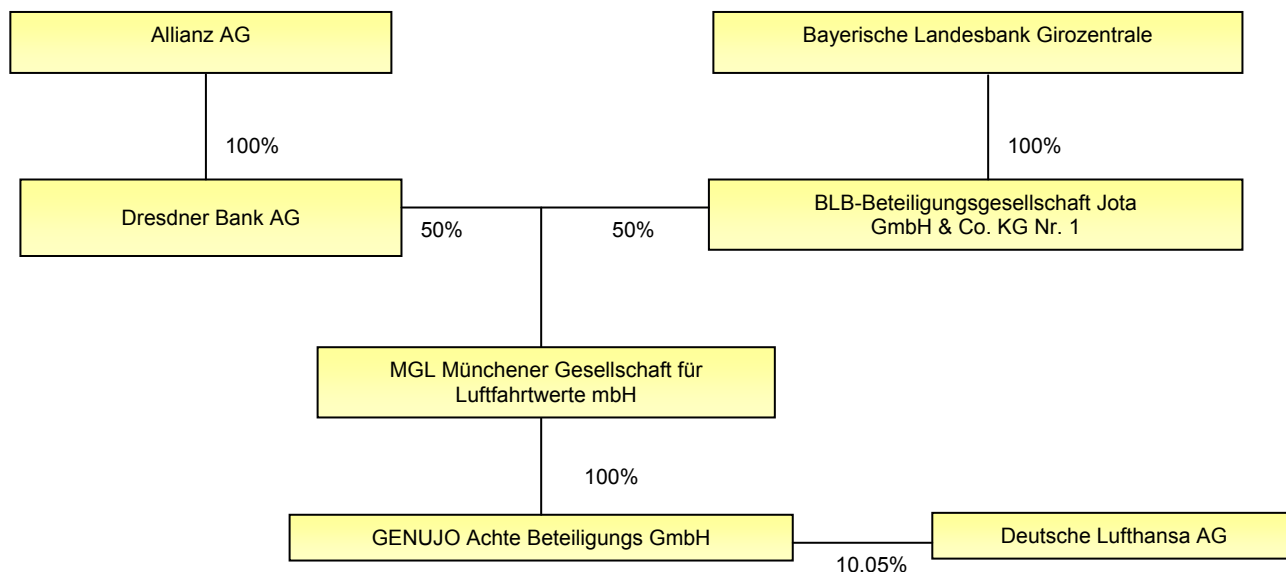 Allianz AG
Bayerische Landesbank Girozentrale
100%
100%
Dresdner Bank AG
BLB-Beteiligungsgesellschaft Jota
GmbH & Co. KG Nr. 1
50%
50%
MGL Münchener Gesellschaft für
Luftfahrtwerte mbH
100%
GENUJO Achte Beteiligungs GmbH
Deutsche Lufthansa AG
10.05%